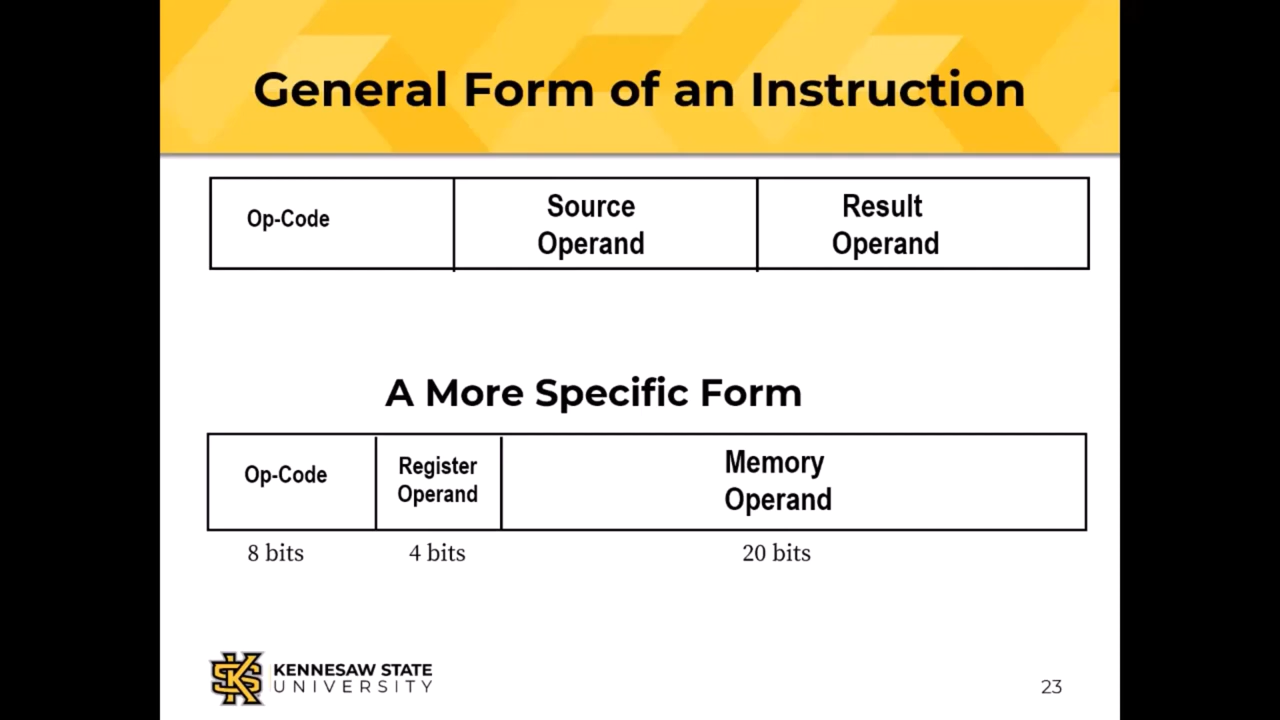 General Form of an Instruction
Op-Code
Source
Operand
Result
Operand
A More Specific Form
Op-Code
Register
Operand
Memory
Operand
8 bits
4 bits
20 bits
KENNESAW STATE
UNIVERSITY
23